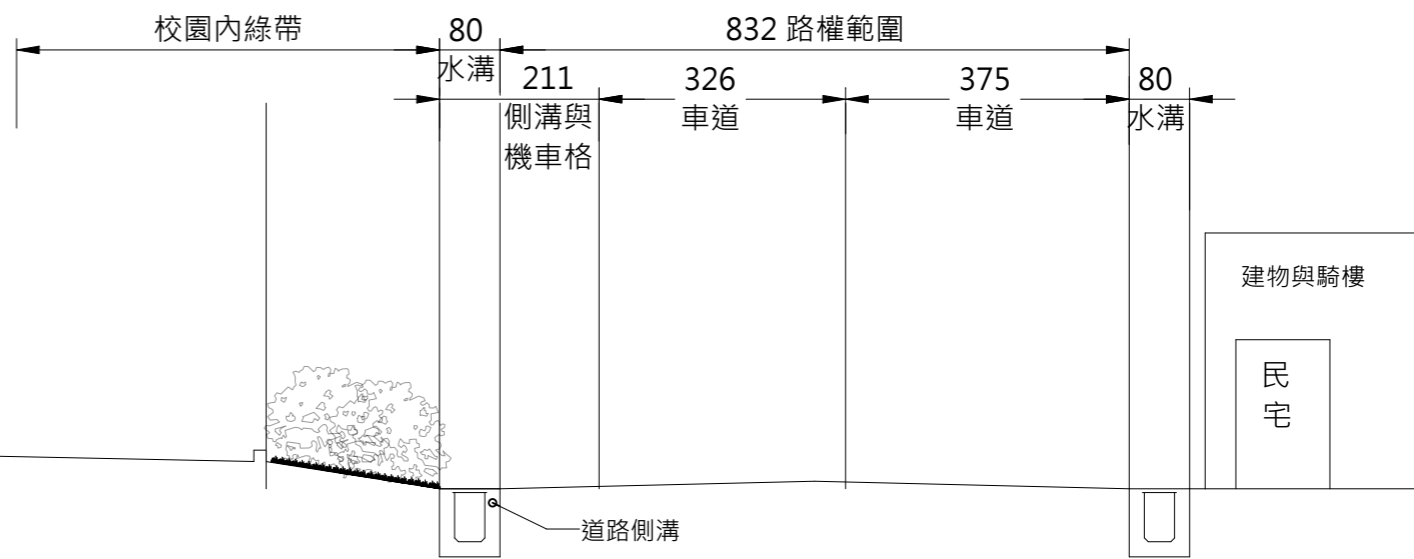 校園內綠帶
80
水溝
832 路權範圍
211
側溝與
機車格
326
車道
375
車道
80
水溝
建物與騎樓
民
宅
道路側溝